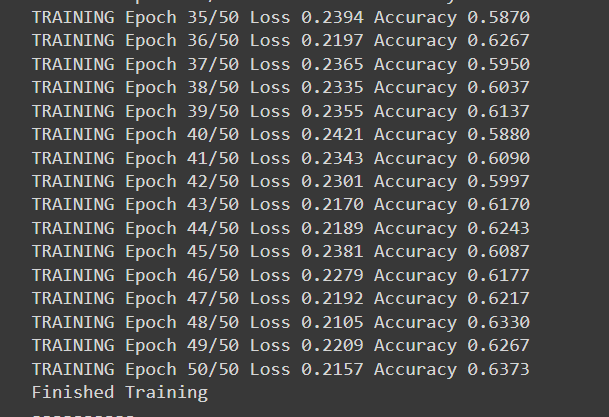 TRAINING Epoch 35/50 Loss 0.2394 Accuracy 0.5870
TRAINING Epoch 36/50 Loss 0.2197 Accuracy 0.6267
TRAINING Epoch 37/50 Loss 0.2365 Accuracy 0.5950
TRAINING Epoch 38/50 Loss 0.2335 Accuracy 0.6037
TRAINING Epoch 39/50 Loss 0.2355 Accuracy 0.6137
TRAINING Epoch 40/50 Loss 0.2421 Accuracy 0.5880
TRAINING Epoch 41/50 Loss 0.2343 Accuracy 0.6090
TRAINING Epoch 42/50 Loss 0.2301 Accuracy 0.5997
TRAINING Epoch 43/50 Loss 0.2170 Accuracy 0.6170
TRAINING Epoch 44/50 Loss 0.2189 Accuracy 0.6243
TRAINING Epoch 45/50 Loss 0.2381 Accuracy 0.6087
TRAINING Epoch 46/50 Loss 0.2279 Accuracy 0.6177
TRAINING Epoch 47/50 Loss 0.2192 Accuracy 0.6217
TRAINING Epoch 48/50 Loss 0.2105 Accuracy 0.6330
TRAINING Epoch 49/50 Loss 0.2209 Accuracy 0.6267
TRAINING Epoch 50/50 Loss 0.2157 Accuracy 0.6373
Finished Training